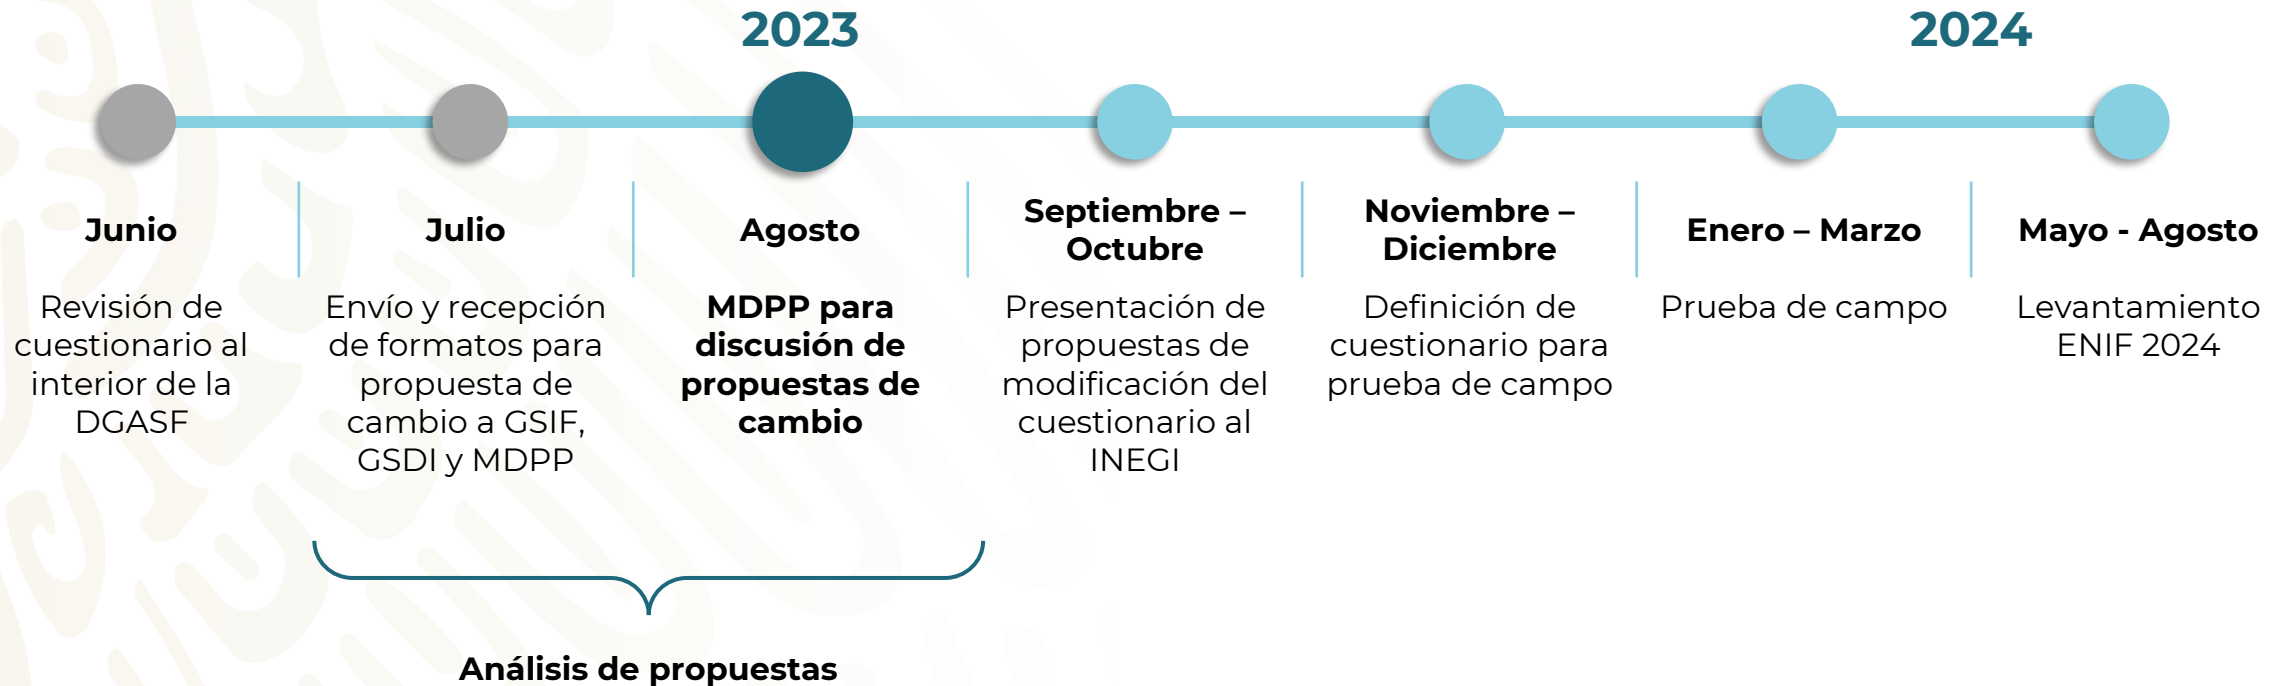 2023
2024
Junio
Revisión de
cuestionario al
interior de la
DGASF
Julio
Envío y recepción
de formatos para
propuesta de
cambio a GSIF,
GSDI y MDPP
Agosto
MDPP para
discusión de
propuestas de
cambio
Septiembre –
Octubre
Presentación de
propuestas de
modificación del
cuestionario al
INEGI
Noviembre –
Diciembre
Definición de
cuestionario para
prueba de campo
Enero – Marzo
Prueba de campo
Mayo - Agosto
Levantamiento
ENIF 2024
Análisis de propuestas